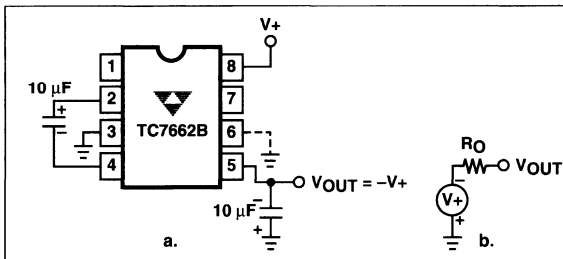 V+
1
8
10 µF
+
2
7
TC7662B
–
3
6
4
5
RO
VOUT
VOUT = –V+
–
10 µF
–
V+
+
+
a.
b.